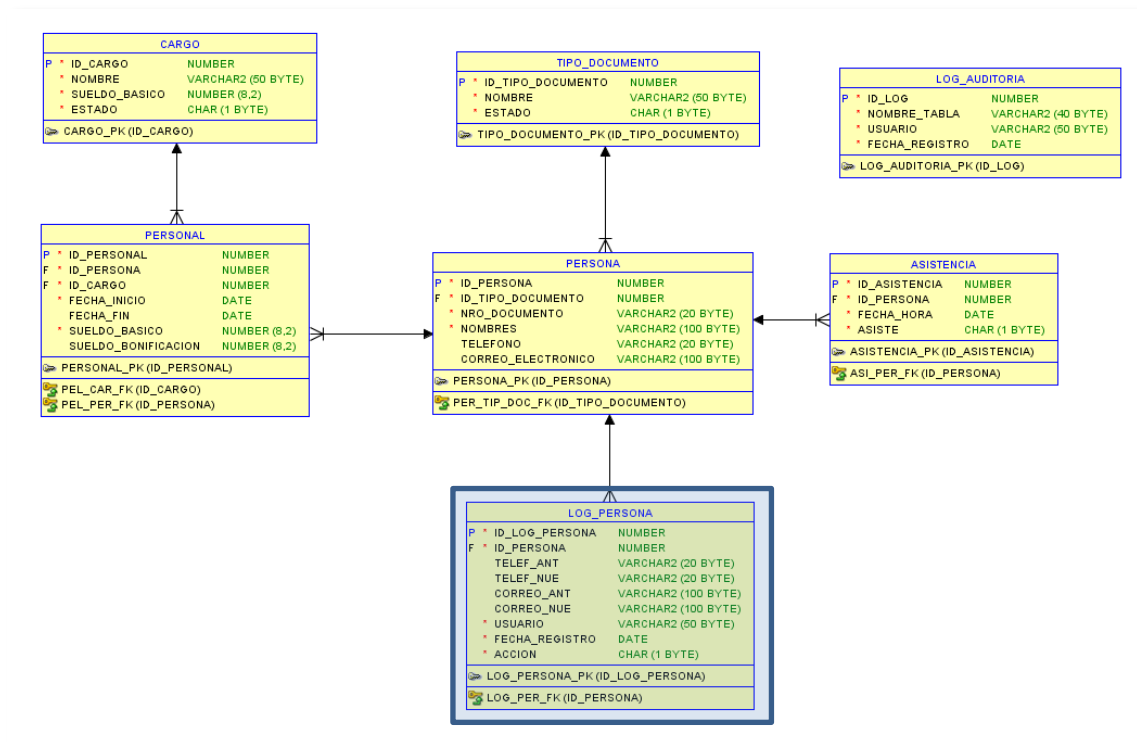 CARGO
P * ID_CARGO NUMBER
* NOMBRE VARCHAR2 (50 BYTE)
* SUELDO_BASICO NUMBER (8,2)
* ESTADO CHAR (1 BYTE)
CARGO_PK (ID_CARGO)
TIPO_DOCUMENTO
P * ID_TIPO_DOCUMENTO NUMBER
* NOMBRE VARCHAR2 (50 BYTE)
* ESTADO CHAR (1 BYTE)
TIPO_DOCUMENTO_PK (ID_TIPO_DOCUMENTO)
LOG_AUDITORIA
P * ID_LOG NUMBER
* NOMBRE_TABLA VARCHAR2 (40 BYTE)
* USUARIO VARCHAR2 (50 BYTE)
* FECHA_REGISTRO DATE
LOG_AUDITORIA_PK (ID_LOG)
PERSONAL
P * ID_PERSONAL NUMBER
F * ID_PERSONA NUMBER
F * ID_CARGO NUMBER
* FECHA_INICIO DATE
FECHA_FIN DATE
* SUELDO_BASICO NUMBER (8,2)
SUELDO_BONIFICACION NUMBER (8,2)
PERSONAL_PK (ID_PERSONAL)
PEL_CAR_FK (ID_CARGO)
PEL_PER_FK (ID_PERSONA)
PERSONA
P * ID_PERSONA NUMBER
F * ID_TIPO_DOCUMENTO NUMBER
* NRO_DOCUMENTO VARCHAR2 (20 BYTE)
* NOMBRES VARCHAR2 (100 BYTE)
TELEFONO VARCHAR2 (20 BYTE)
CORREO_ELECTRONICO VARCHAR2 (100 BYTE)
PERSONA_PK (ID_PERSONA)
PER_TIP_DOC_FK (ID_TIPO_DOCUMENTO)
ASISTENCIA
P * ID_ASISTENCIA NUMBER
F * ID_PERSONA NUMBER
* FECHA_HORA DATE
* ASISTE CHAR (1 BYTE)
ASISTENCIA_PK (ID_ASISTENCIA)
ASI_PER_FK (ID_PERSONA)
LOG_PERSONA
P * ID_LOG_PERSONA NUMBER
F * ID_PERSONA NUMBER
TELEF_ANT VARCHAR2 (20 BYTE)
TELEF_NUE VARCHAR2 (20 BYTE)
CORREO_ANT VARCHAR2 (100 BYTE)
CORREO_NUE VARCHAR2 (100 BYTE)
* USUARIO VARCHAR2 (50 BYTE)
* FECHA_REGISTRO DATE
* ACCION CHAR (1 BYTE)
LOG_PERSONA_PK (ID_LOG_PERSONA)
LOG_PER_FK (ID_PERSONA)